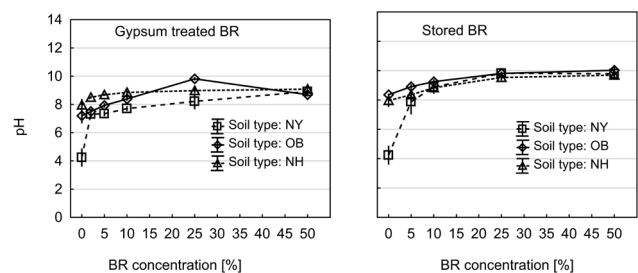 Gypsum treated BR
Stored BR
pH
14
12
10
8
6
4
2
0
Soil type: NY
Soil type: OB
Soil type: NH
Soil type: NY
Soil type: OB
Soil type: NH
0 5 10 15 20 25 30 35 40 45 50
0 5 10 15 20 25 30 35 40 45 50
BR concentration [%]
BR concentration [%]